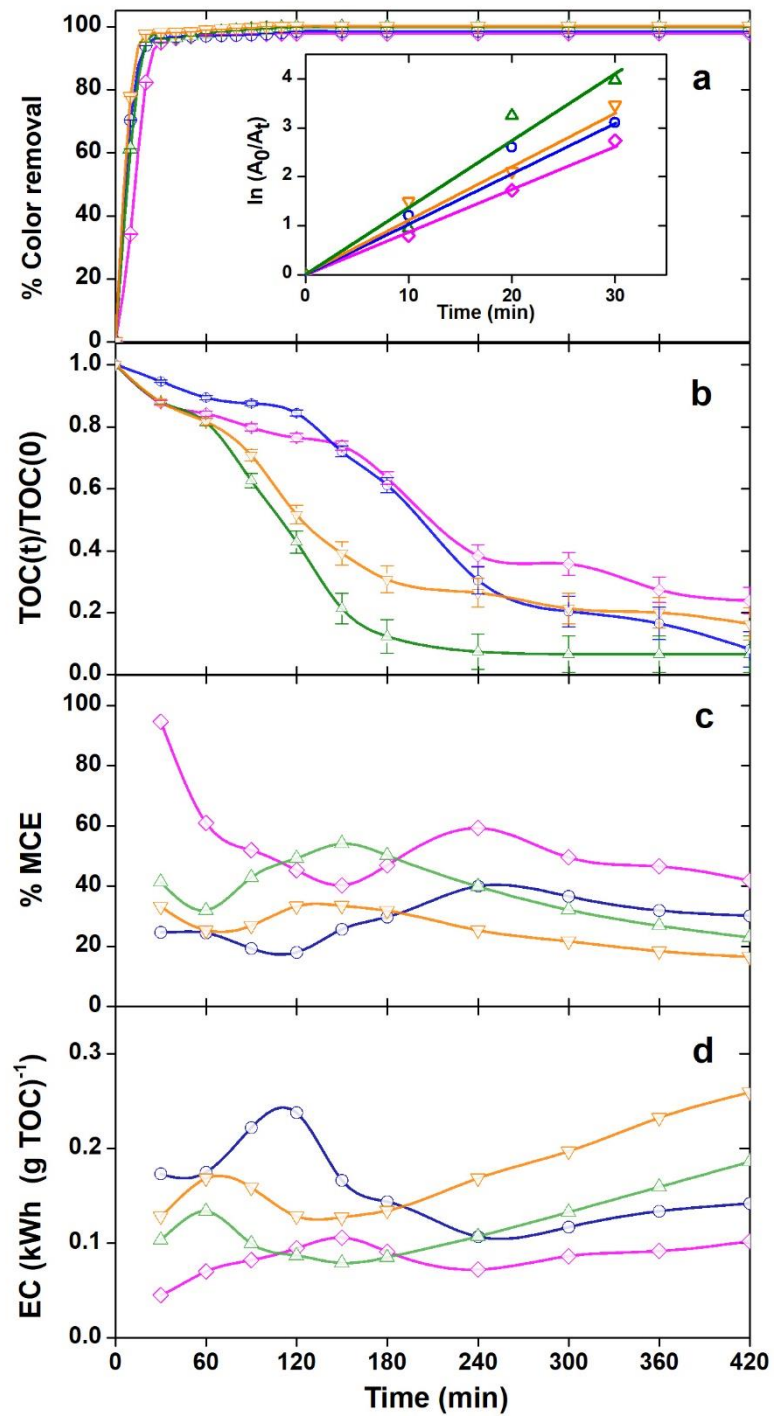 100
80
60
40
20
0
% Color removal
a
4
3
2
1
0
ln (A0/At)
0 10 20 30
Time (min)
1.0
0.8
0.6
0.4
0.2
0.0
TOC(t)/TOC(0)
b
100
80
60
40
20
0
% MCE
c
0.3
0.2
0.1
0.0
EC (kWh (g TOC)-1
d
0 60 120 180 240 300 360 420
Time (min)